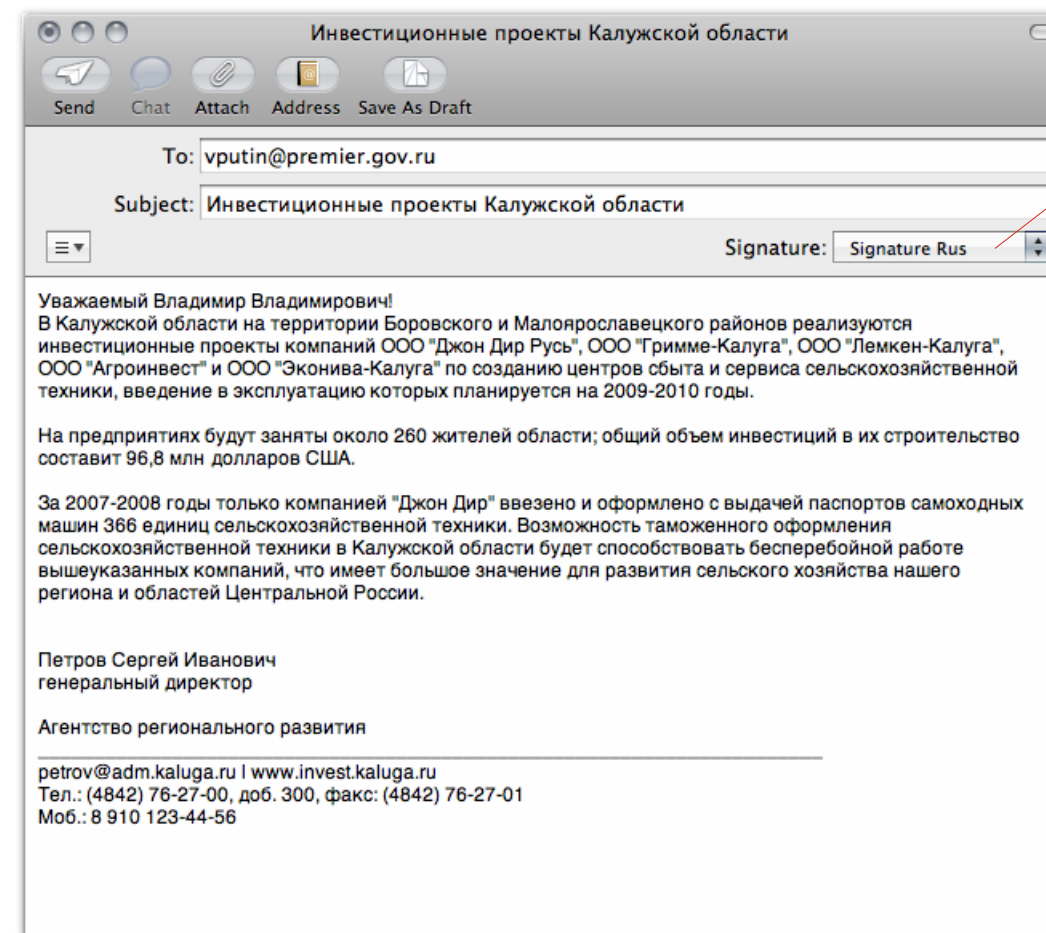 Инвестиционные проекты Калужской области
Send Chat Attach Address Save As Draft
To: vputin@premier.gov.ru
Subject: Инвестиционные проекты Калужской области
Signature: Signature Rus
Уважаемый Владимир Владимирович!
В Калужской области на территории Боровского и Малоярославецкого районов реализуются
инвестиционные проекты компаний ООО "Джон Дир Русь", ООО "Гримме-Калуга", ООО "Лемкен-Калуга",
ООО "Агроинвест" и ООО "Эконива-Калуга" по созданию центров сбыта и сервиса сельскохозяйственной
техники, введение в эксплуатацию которых планируется на 2009-2010 годы.
На предприятиях будут заняты около 260 жителей области; общий объем инвестиций в их строительство
составит 96,8 млн долларов США.
За 2007-2008 годы только компанией "Джон Дир" ввезено и оформлено с выдачей паспортов самоходных
машин 366 единиц сельскохозяйственной техники. Возможность таможенного оформления
сельскохозяйственной техники в Калужской области будет способствовать бесперебойной работе
вышеуказанных компаний, что имеет большое значение для развития сельского хозяйства нашего
региона и областей Центральной России.
Петров Сергей Иванович
генеральный директор
Агентство регионального развития
petrov@adm.kaluga.ru l www.invest.kaluga.ru
Тел.: (4842) 76-27-00, доб. 300, факс: (4842) 76-27-01
Моб.: 8 910 123-44-56